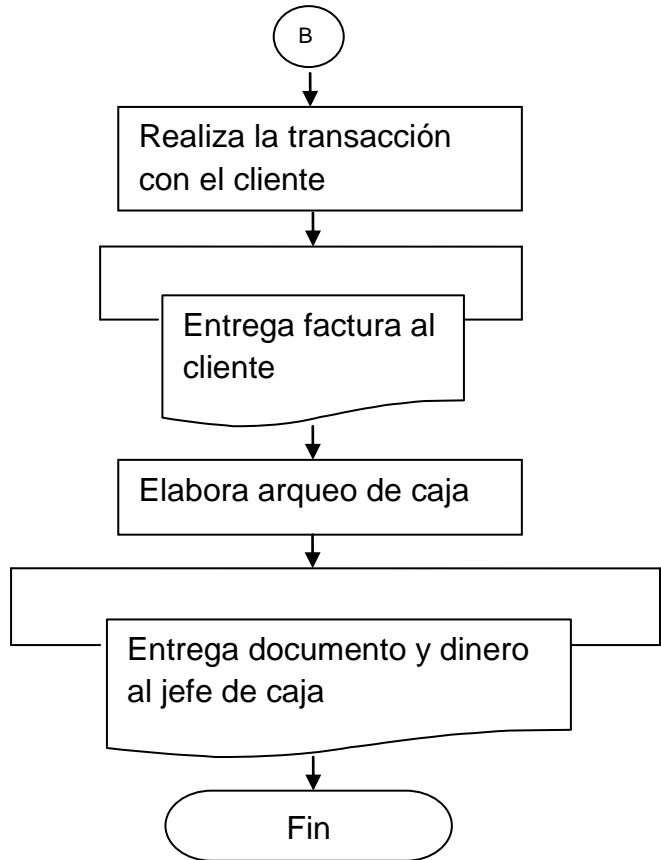 B
Realiza la transacción
con el cliente
Entrega factura al
cliente
Elabora arqueo de caja
Entrega documento y dinero
al jefe de caja
Fin